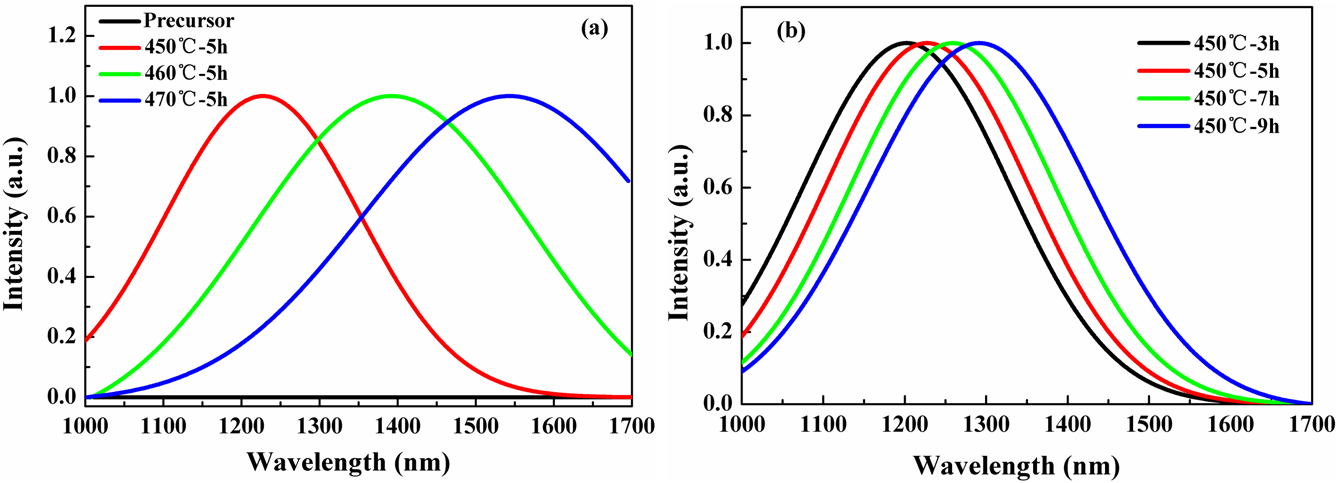 Precursor
450℃-5h
460℃-5h
470℃-5h
(a)
1.2
1.0
0.8
0.6
0.4
0.2
0.0
Intensity (a.u.)
1000 1100 1200 1300 1400 1500 1600 1700
Wavelength (nm)
(b)
450℃-3h
450℃-5h
450℃-7h
450℃-9h
1.0
0.8
0.6
0.4
0.2
0.0
Intensity (a.u.)
1000 1100 1200 1300 1400 1500 1600 1700
Wavelength (nm)